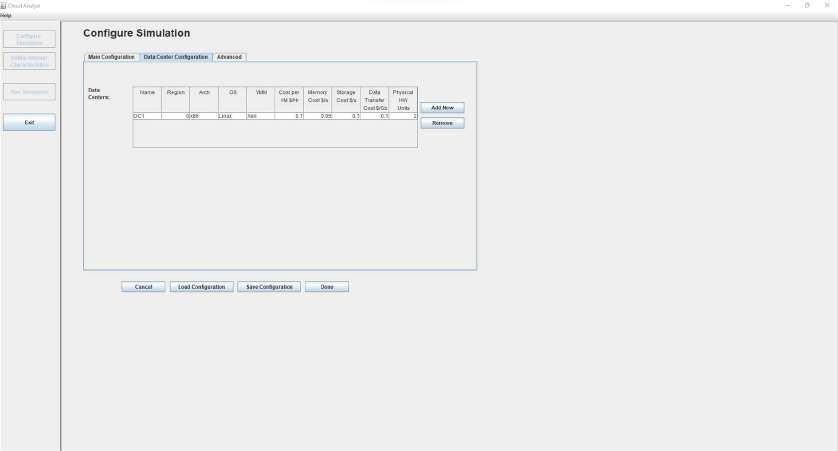 Cloud Analyst
Help
Configure
Simulation
Define Internet
Characteristics
Run Simulation
Exit
Configure Simulation
Main Configuration Data Center Configuration Advanced
Data
Centers:
Name Region Arch OS VMM Cost per
VM $/Hr Memory
Cost $/s Storage
Cost $/s Data
Transfer
Cost $/Gb Physical
HW
Units
DC1 0 x86 Linux Xen 0.1 0.05 0.1 0.1 2
Add New
Remove
Cancel Load Configuration Save Configuration Done